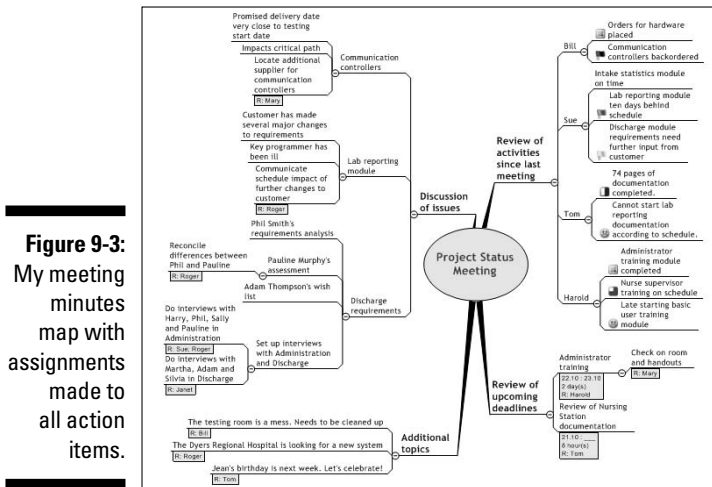 Figure 9-3:
My meeting
minutes
map with
assignments
made to
all action
items.
Project Status
Meeting
Discussion
of issues
Communication
controllers
Promised delivery date
very close to testing
start date
Impacts critical path
Locate additional
supplier for
communication
controllers
R: Mary
Lab reporting
module
Customer has made
several major changes
to requirements
Key programmer has
been ill
Communicate
schedule impact of
further changes to
customer
R: Roger
Discharge
requirements
Phil Smith's
requirements analysis
Pauline Murphy's
assessment
Reconcile
differences between
Phil and Pauline
R: Roger
Adam Thompson's wish
list
Set up interviews
with Administration
and Discharge
Do interviews with
Harry, Phil, Sally
and Pauline in
Administration
R: Sue; Roger
Do interviews with
Martha, Adam and
Silvia in Discharge
R: Janet
Additional
topics
The testing room is a mess. Needs to be cleaned up
R: Bill
The Dyers Regional Hospital is looking for a new system
R: Roger
Jean's birthday is next week. Let's celebrate!
R: Tom
Review of
activities
since last
meeting
Bill
Orders for hardware
placed
Communication
controllers backordered
Sue
Intake statistics module
on time
Lab reporting module
ten days behind
schedule
Discharge module
requirements need
further input from
customer
Tom
74 pages of
documentation
completed.
Cannot start lab
reporting
documentation
according to schedule.
Harold
Administrator
training module
completed
Nurse supervisor
training on schedule
Late starting basic
user training
module
Review of
upcoming
deadlines
Administrator
training
22.10 : 23.10
2 day(s)
R: Harold
Check on room
and handouts
R: Mary
Review of Nursing
Station
documentation
21.10 : __
8 hour(s)
R: Tom